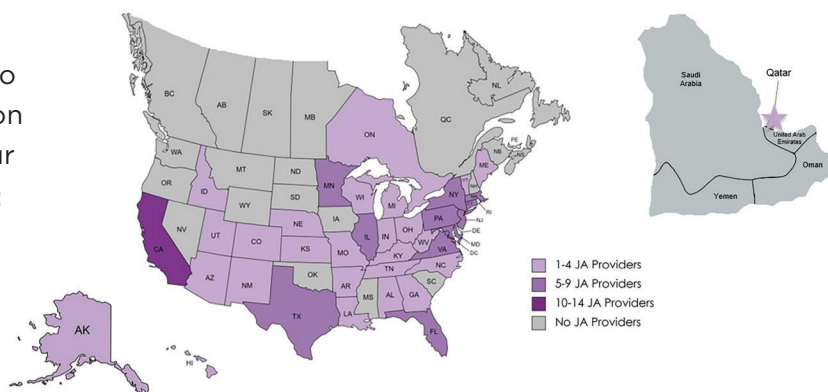 o
on
ur
:
BC
AB
SK
MB
ON
QC
NL
NB
PE
NS
WA
OR
CA
NV
ID
MT
WY
UT
AZ
CO
NM
ND
SD
NE
KS
OK
TX
MN
IA
MO
AR
LA
WI
IL
MI
IN
OH
KY
TN
MS
AL
GA
FL
SC
NC
VA
WV
PA
NY
VT
NH
ME
RI
NJ
DE
MD
DC
AK
HI
1-4 JA Providers
5-9 JA Providers
10-14 JA Providers
No JA Providers
Saudi
Arabia
Qatar
United Arab
Emirates
Oman
Yemen